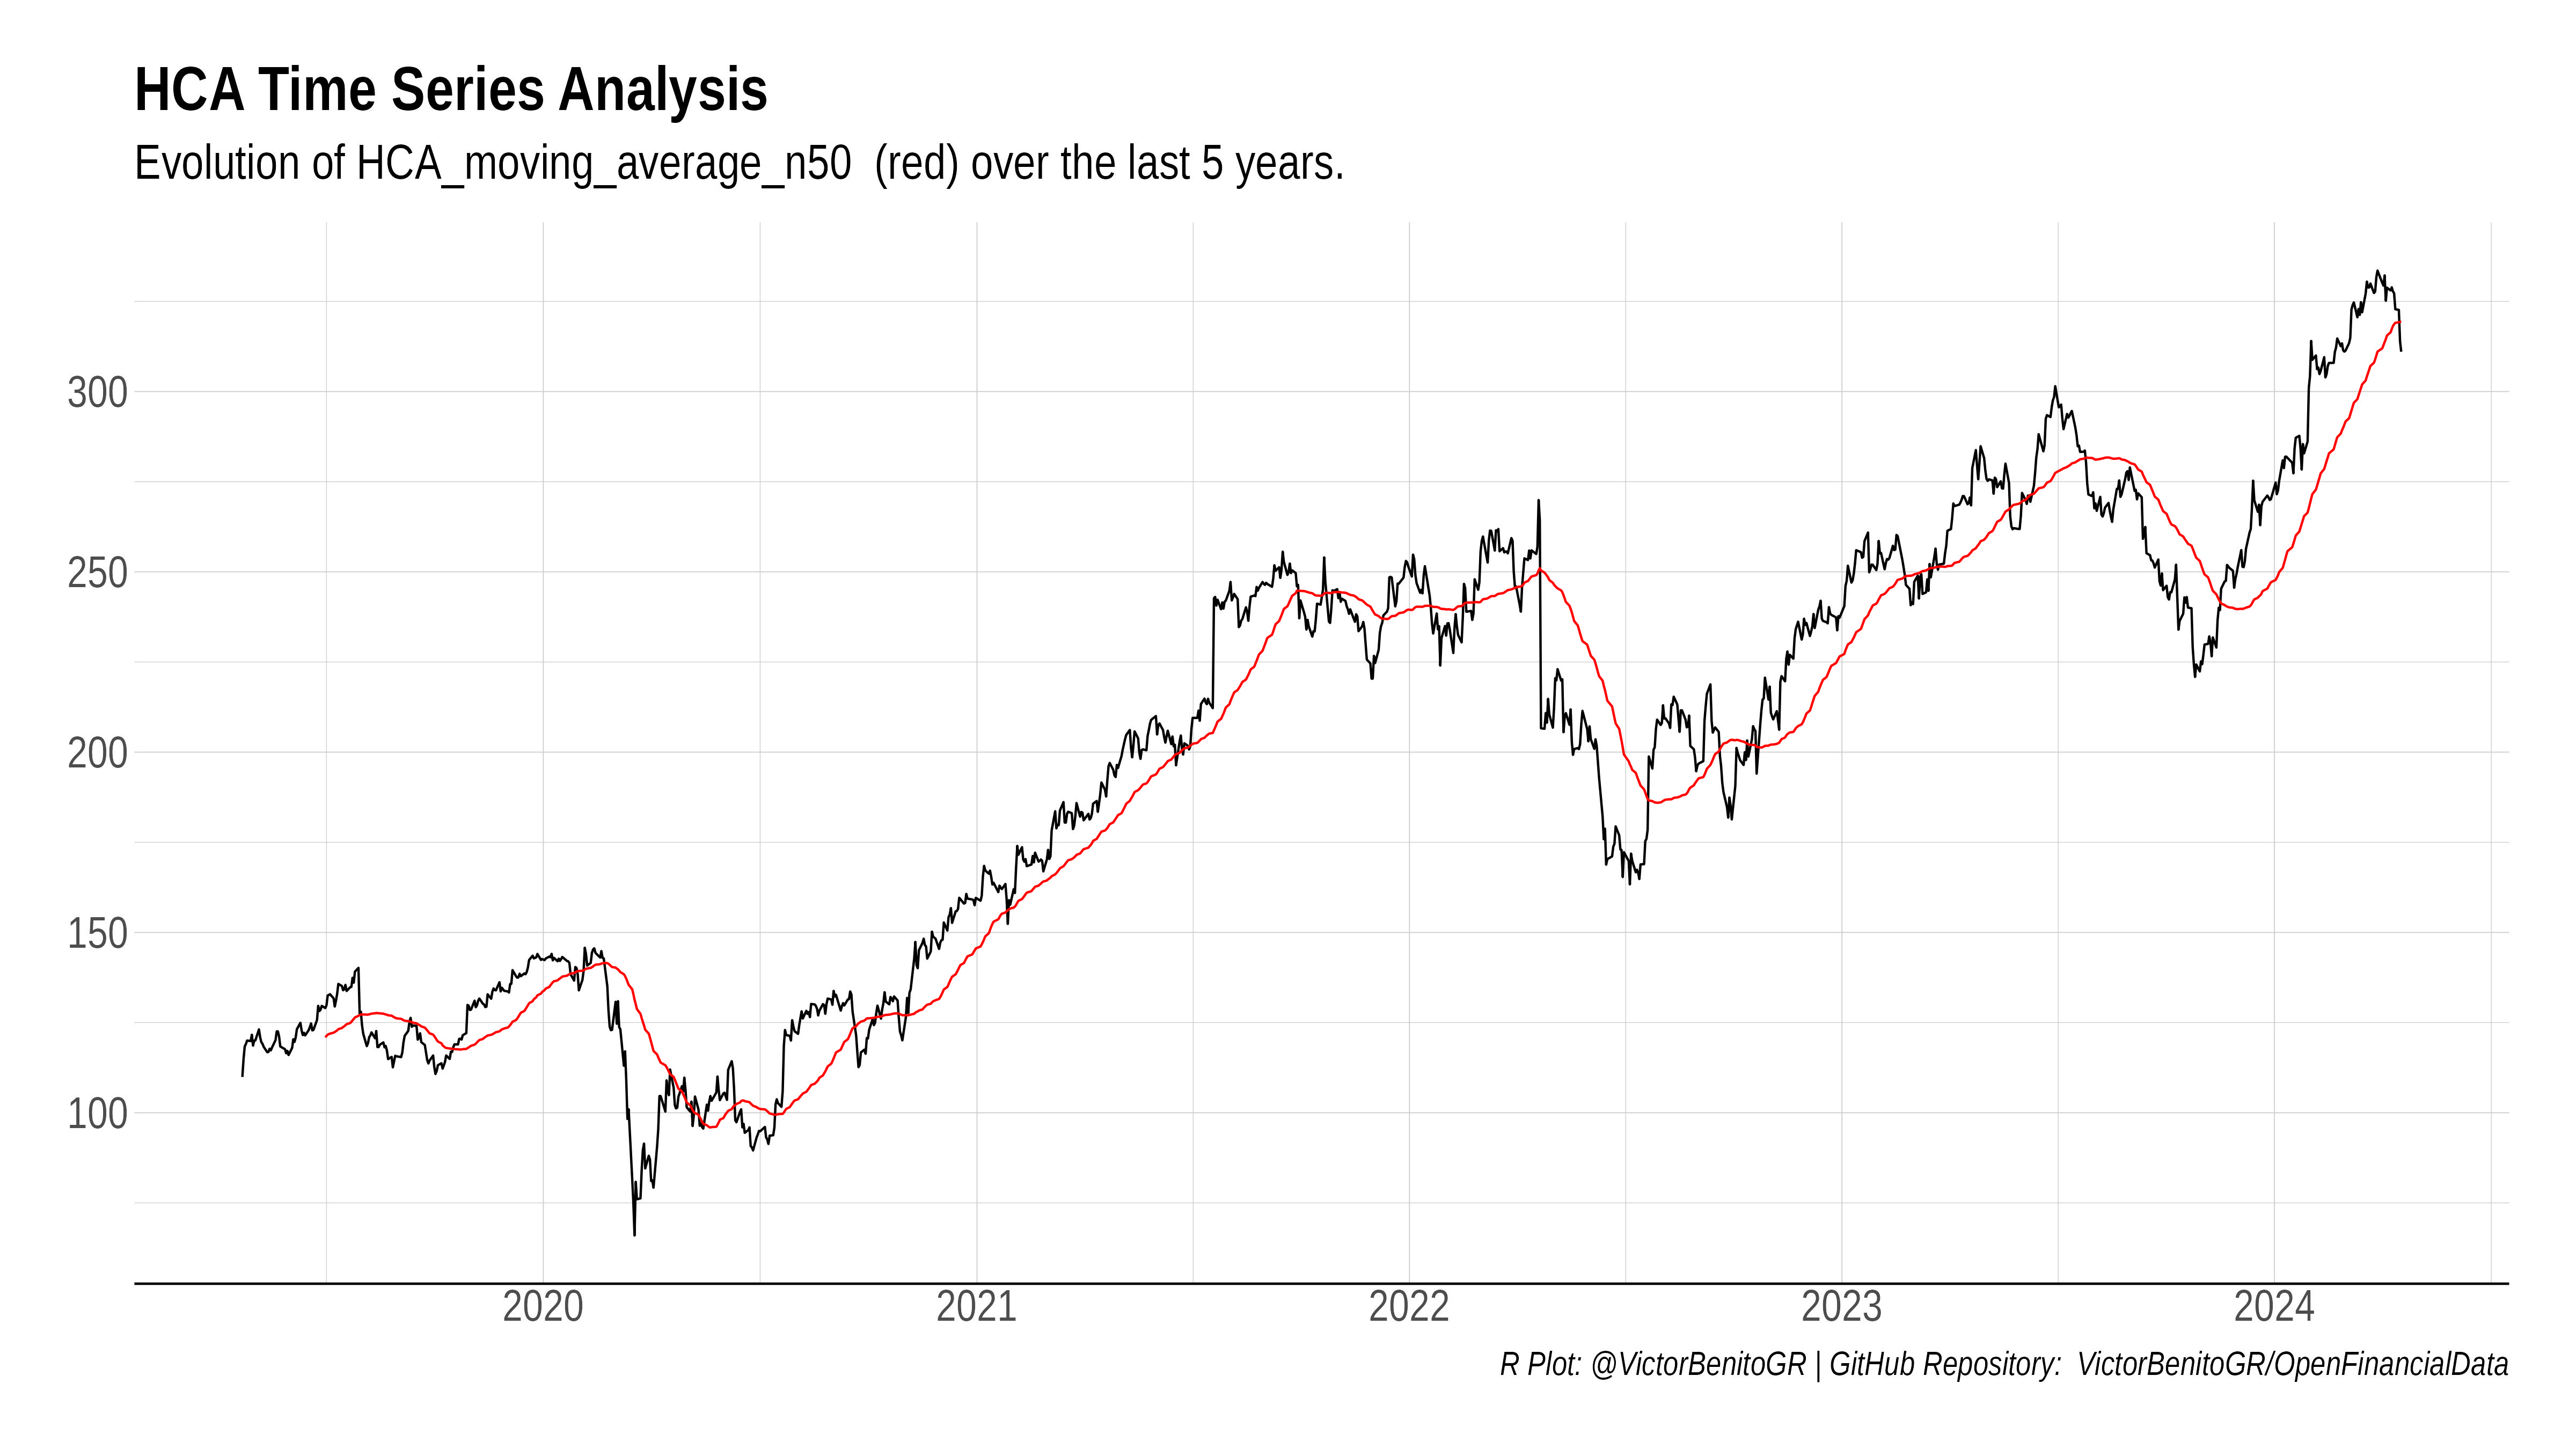 HCA Time Series Analysis
Evolution of HCA_moving_average_n50  (red) over the last 5 years.
300
250
200
150
100
2020 2021 2022 2023 2024
R Plot: @VictorBenitoGR | GitHub Repository:  VictorBenitoGR/OpenFinancialData